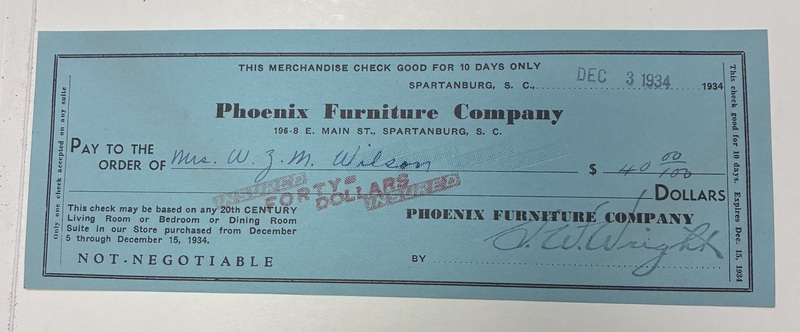 THIS MERCHANDISE CHECK GOOD FOR 10 DAYS ONLY
SPARTANBURG, S. C., DEC 3 1934 1934
Phoenix Furniture Company
196-8 E. MAIN ST., SPARTANBURG, S. C.
PAY TO THE
ORDER OF Mrs. W. Z. M. Wilson $ 40 00/100
INSURED FORTY DOLLARS INSURED
DOLLARS
This check may be based on any 20th CENTURY
Living Room or Bedroom or Dining Room
Suite in our Store purchased from December
5 through December 15, 1934.
NOT-NEGOTIABLE
PHOENIX FURNITURE COMPANY
BY J. W. Wright
Only one check accepted on any suite
This check good for 10 days. Expires Dec. 15, 1934